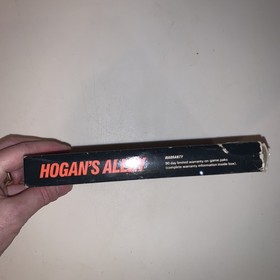 HOGAN'S ALLEY
WARRANTY
90 day limited warranty on game paks
(complete warranty information inside box).